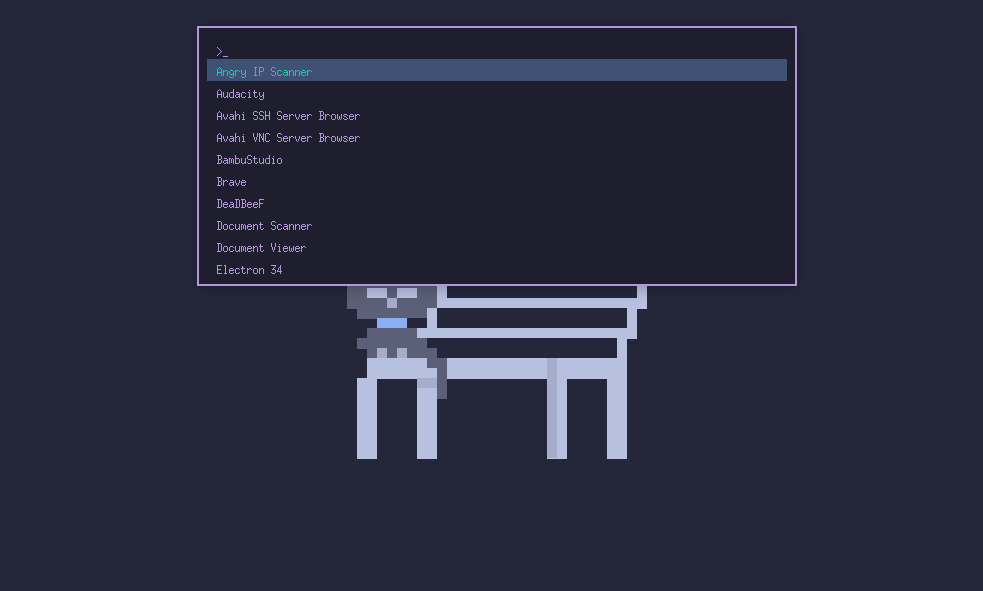 >_
Angry IP Scanner
Audacity
Avahi SSH Server Browser
Avahi VNC Server Browser
BambuStudio
Brave
DeaDBeeF
Document Scanner
Document Viewer
Electron 34